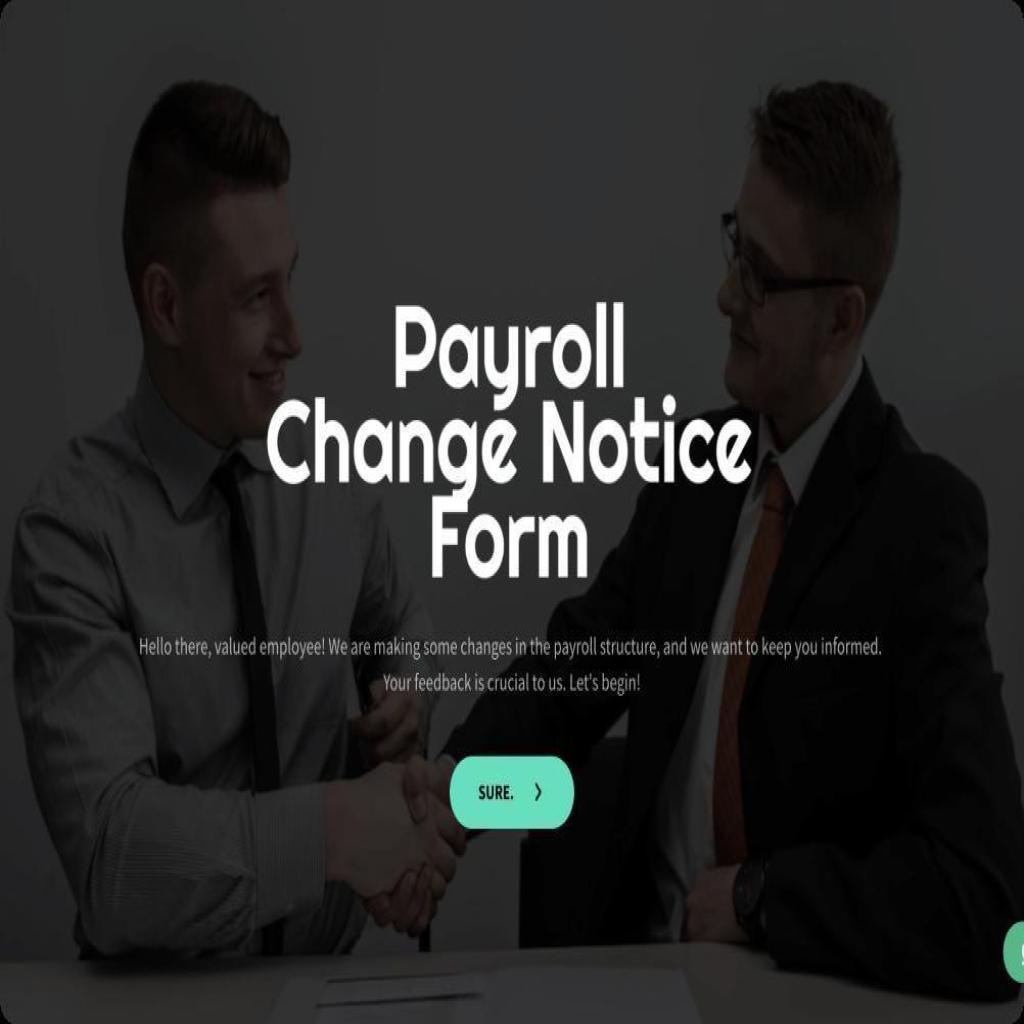 Payroll
Change Notice
Form
Hello there, valued employee! We are making some changes in the payroll structure, and we want to keep you informed.
Your feedback is crucial to us. Let's begin!
SURE.